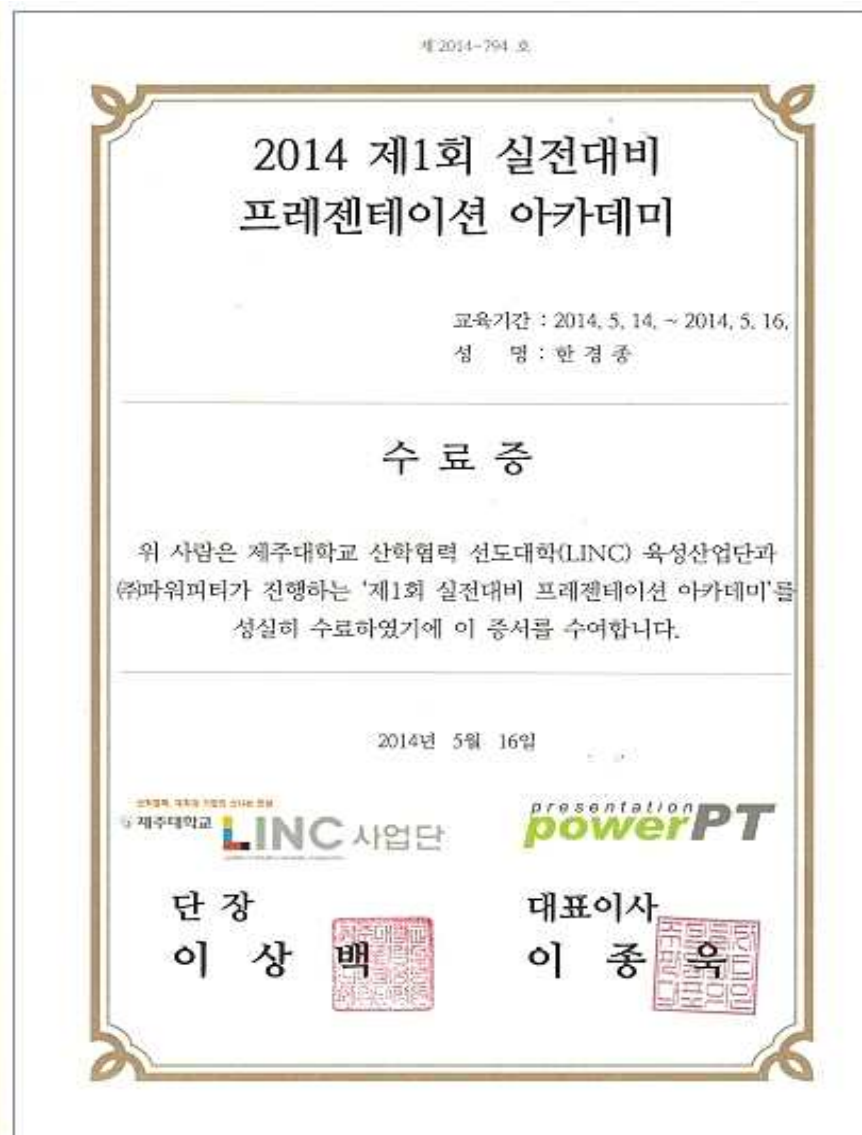 제 2014-794 호
2014 제1회 실전대비
프레젠테이션 아카데미
교육기간 : 2014. 5. 14. ~ 2014. 5. 16.
성 명 : 한 경 종
수 료 증
위 사람은 제주대학교 산학협력 선도대학(LINC) 육성산업단과
㈜파워피티가 진행하는 '제1회 실전대비 프레젠테이션 아카데미'를
성실히 수료하였기에 이 증서를 수여합니다.
2014년 5월 16일
제주대학교 LINC 사업단
presentation
powerPT
단 장
이 상 백
대표이사
이 종 욱